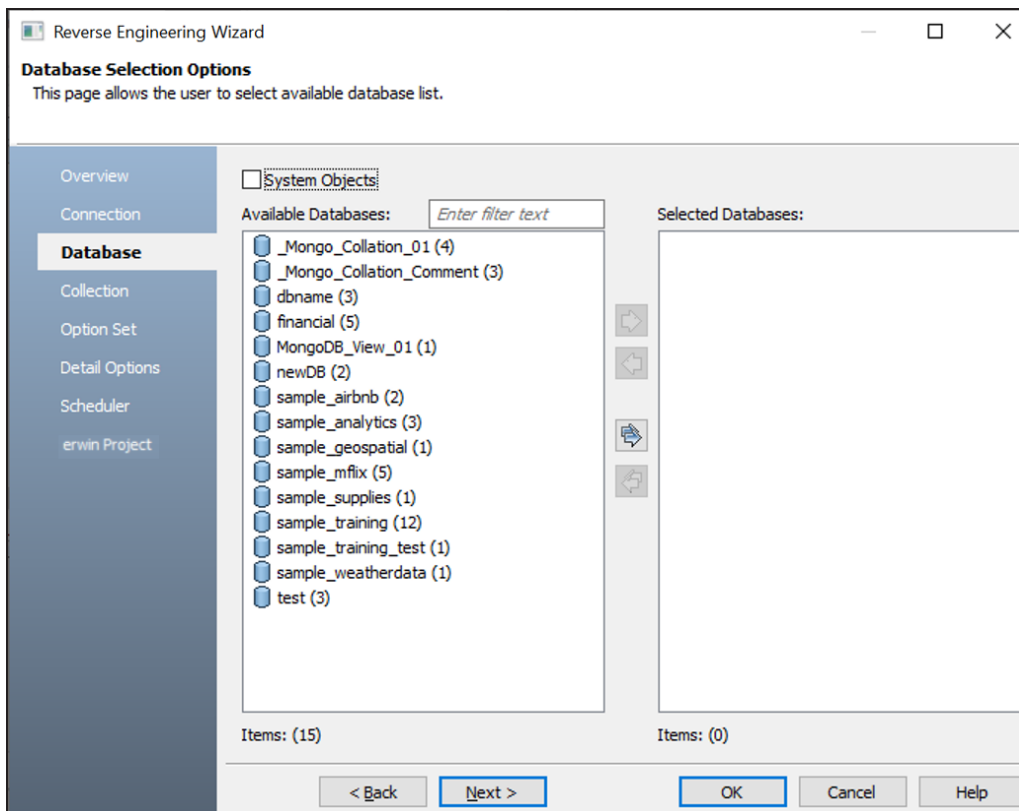 Reverse Engineering Wizard
Database Selection Options
This page allows the user to select available database list.
Overview
Connection
Database
Collection
Option Set
Detail Options
Scheduler
erwin Project
System Objects
Available Databases:
Enter filter text
Selected Databases:
_Mongo_Collation_01 (4)
_Mongo_Collation_Comment (3)
dbname (3)
financial (5)
MongoDB_View_01 (1)
newDB (2)
sample_airbnb (2)
sample_analytics (3)
sample_geospatial (1)
sample_mflix (5)
sample_supplies (1)
sample_training (12)
sample_training_test (1)
sample_weatherdata (1)
test (3)
Items: (15)
Items: (0)
< Back
Next >
OK
Cancel
Help